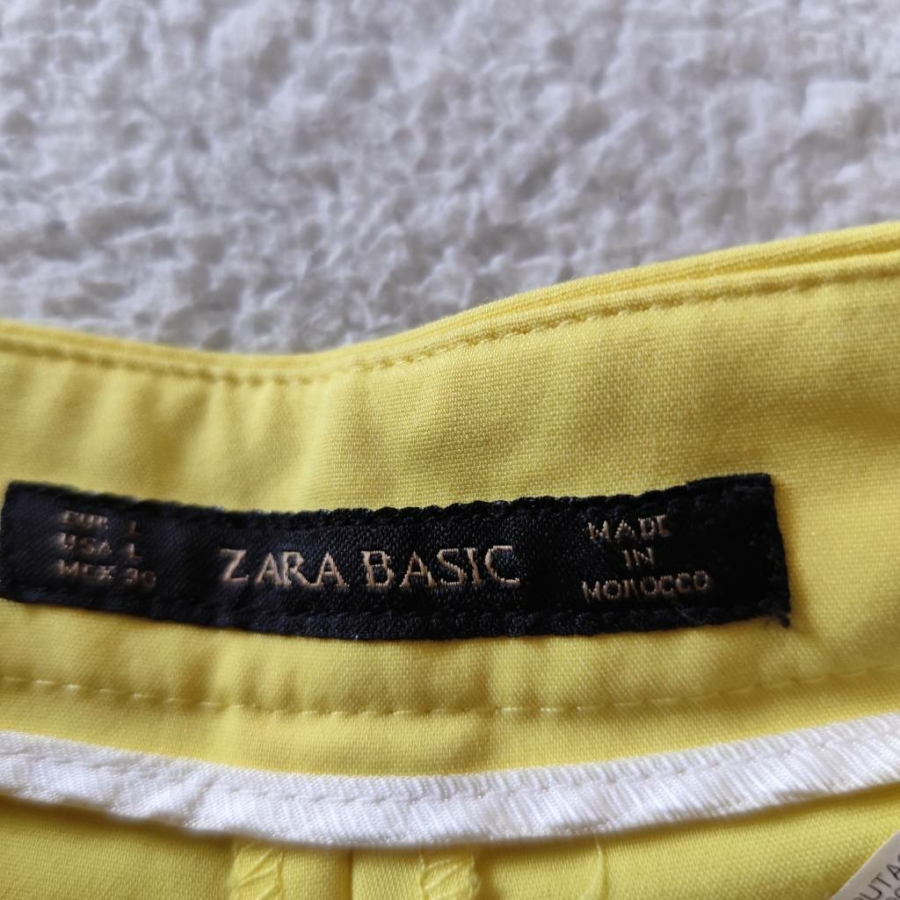 EUR L
USA L
MEX 30
ZARA BASIC
MADE
IN
MOROCCO